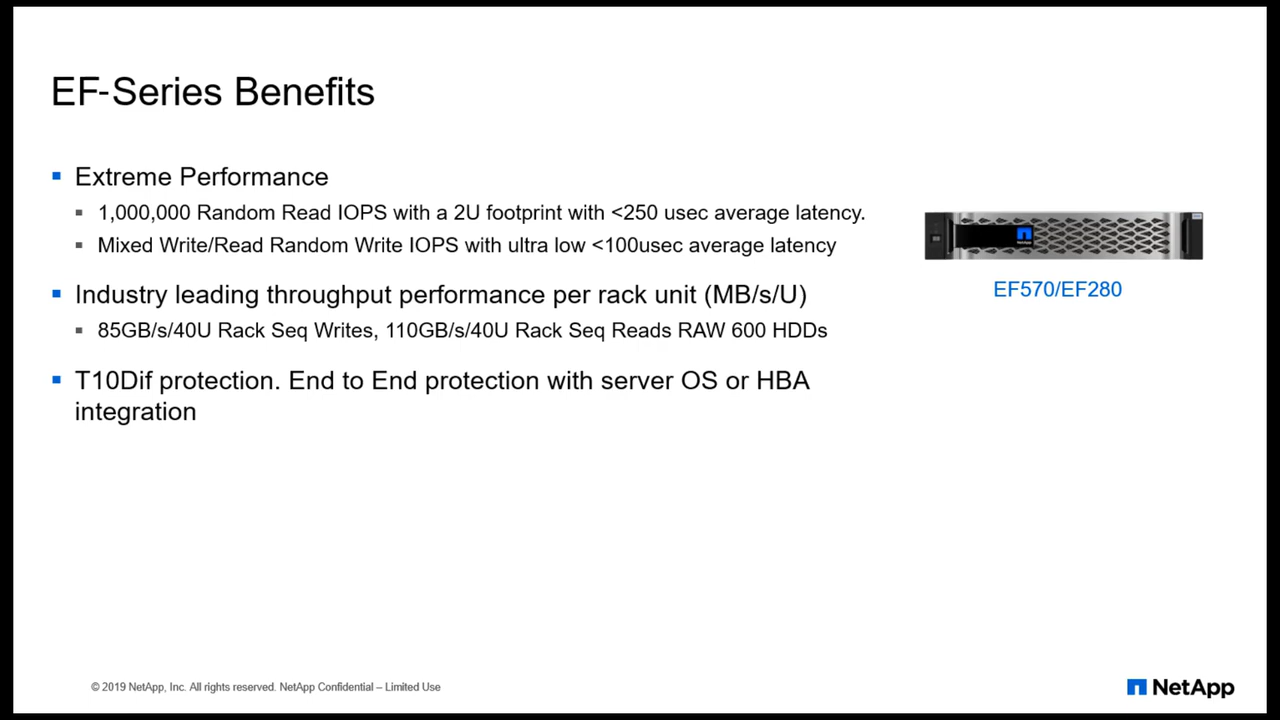 EF-Series Benefits
Extreme Performance
1,000,000 Random Read IOPS with a 2U footprint with <250 usec average latency.
Mixed Write/Read Random Write IOPS with ultra low <100usec average latency
Industry leading throughput performance per rack unit (MB/s/U)
85GB/s/40U Rack Seq Writes, 110GB/s/40U Rack Seq Reads RAW 600 HDDs
T10Dif protection. End to End protection with server OS or HBA
integration
NetApp
EF570/EF280
© 2019 NetApp, Inc. All rights reserved. NetApp Confidential – Limited Use
NetApp